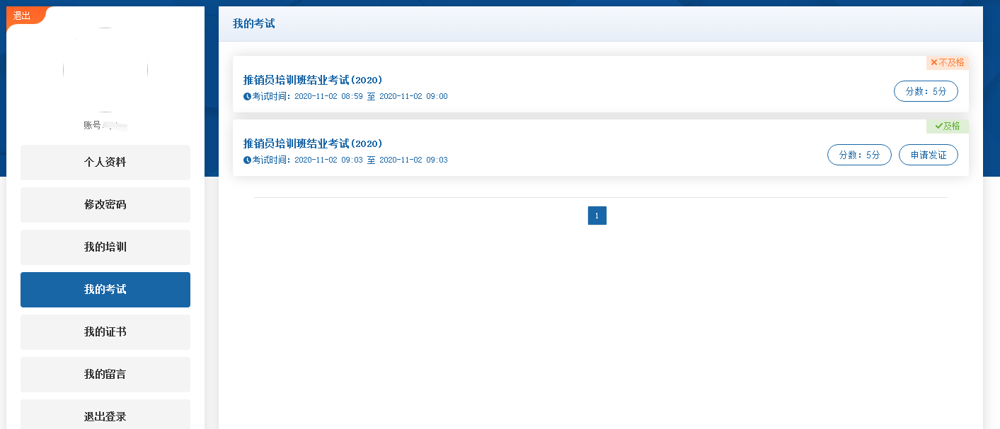 退出
账号:
个人资料
修改密码
我的培训
我的考试
我的证书
我的留言
退出登录
我的考试
不及格
推销员培训班结业考试(2020)
考试时间: 2020-11-02 08:59 至 2020-11-02 09:00
分数: 5分
及格
推销员培训班结业考试(2020)
考试时间: 2020-11-02 09:03 至 2020-11-02 09:03
分数: 5分
申请发证
1